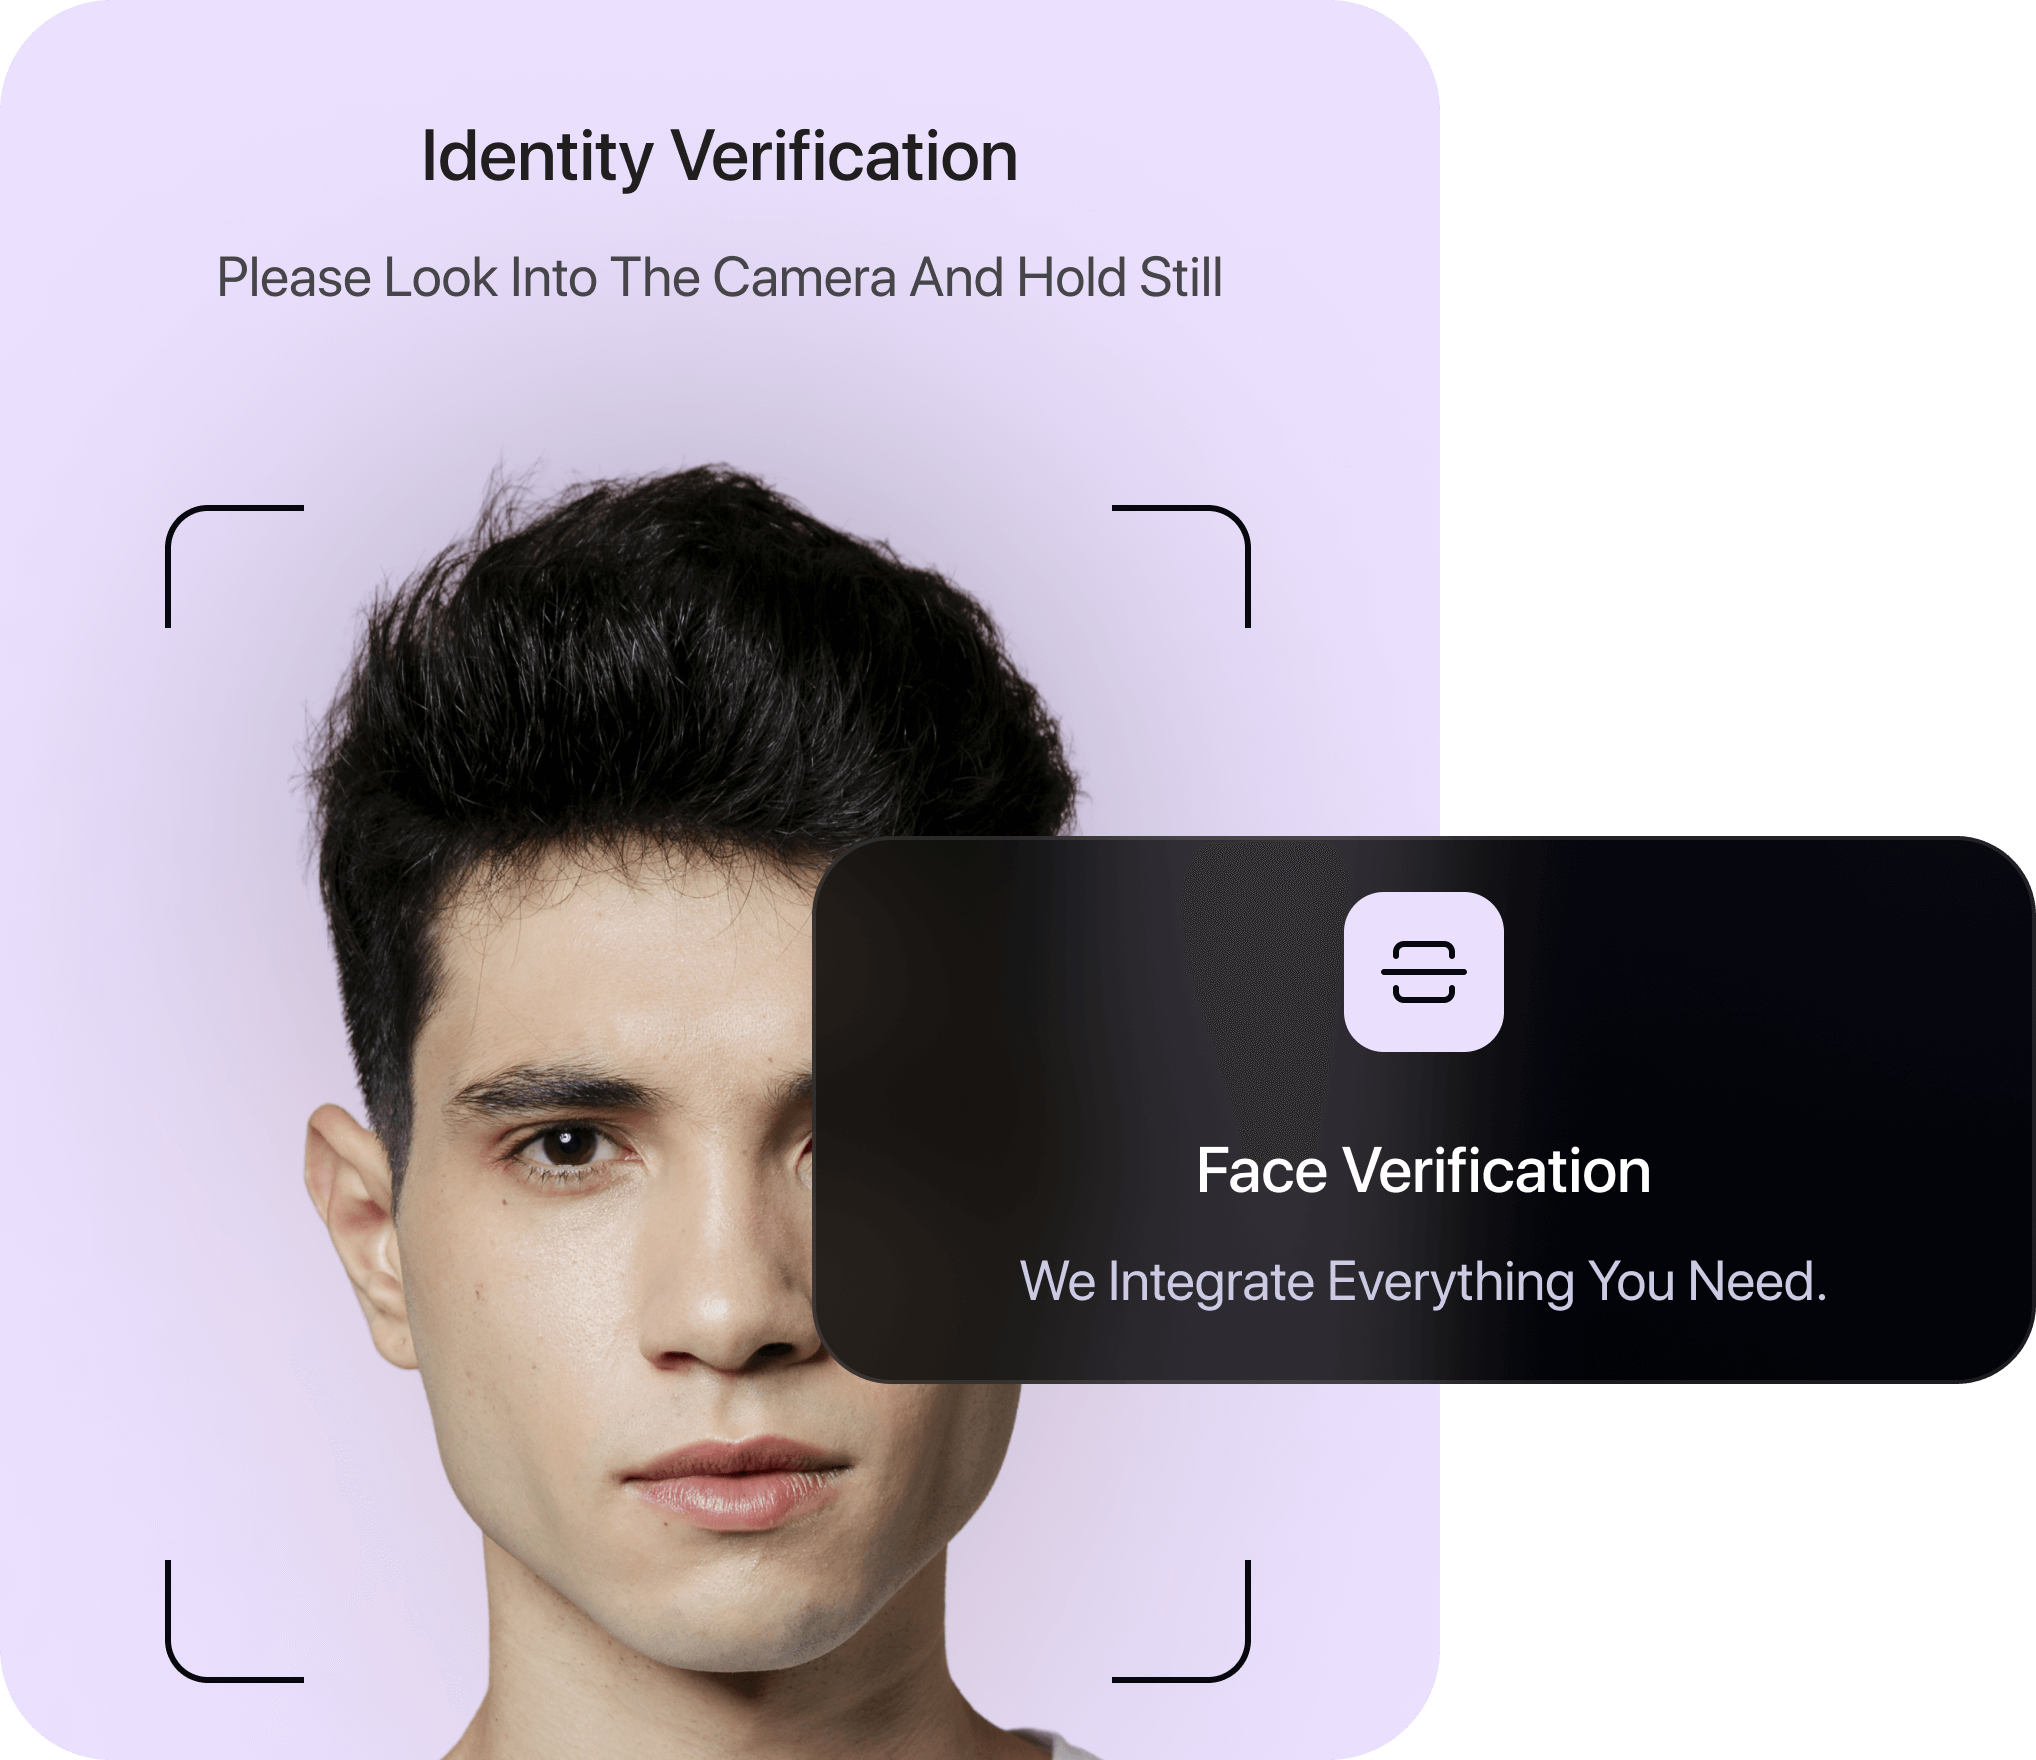 Identity Verification
Please Look Into The Camera And Hold Still
Face Verification
We Integrate Everything You Need.